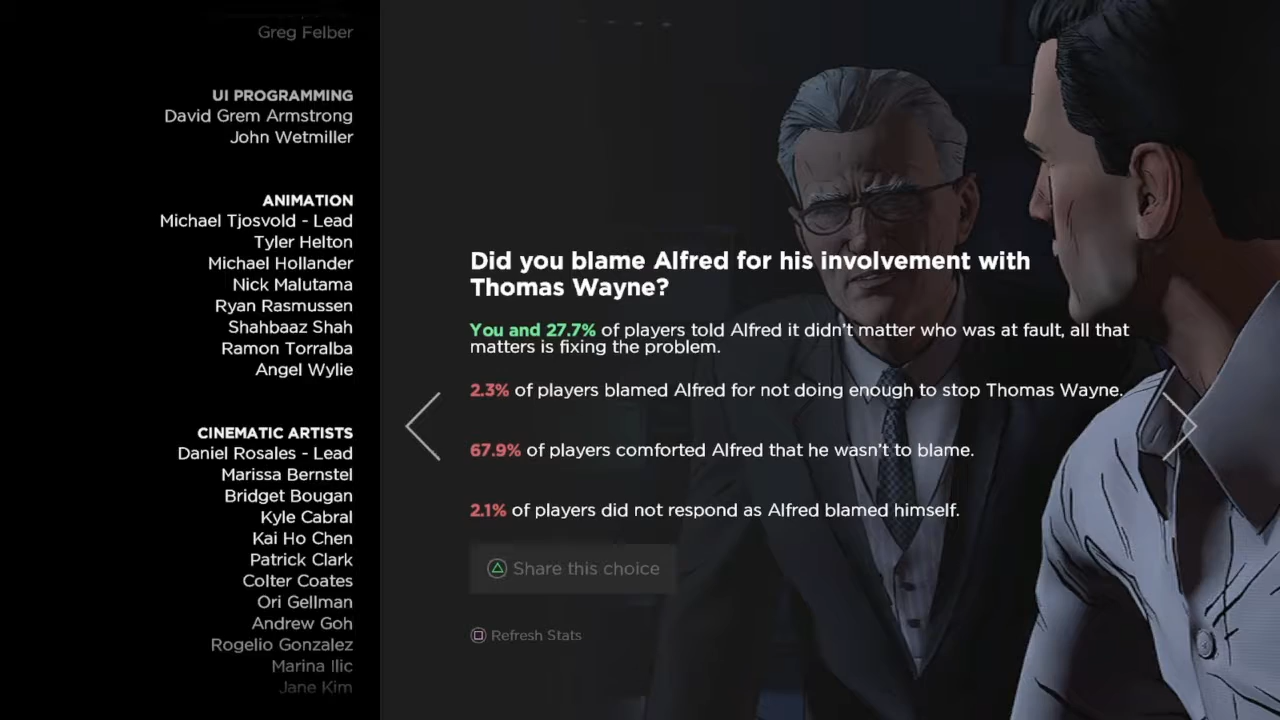 Greg Felber
UI PROGRAMMING
David Grem Armstrong
John Wetmiller
ANIMATION
Michael Tjosvold - Lead
Tyler Helton
Michael Hollander
Nick Malutama
Ryan Rasmussen
Shahbaaz Shah
Ramon Torralba
Angel Wylie
CINEMATIC ARTISTS
Daniel Rosales - Lead
Marissa Bernstel
Bridget Bougan
Kyle Cabral
Kai Ho Chen
Patrick Clark
Colter Coates
Ori Gellman
Andrew Goh
Rogelio Gonzalez
Marina Ilic
Jane Kim
Did you blame Alfred for his involvement with
Thomas Wayne?
You and 27.7% of players told Alfred it didn't matter who was at fault, all that
matters is fixing the problem.
2.3% of players blamed Alfred for not doing enough to stop Thomas Wayne.
67.9% of players comforted Alfred that he wasn't to blame.
2.1% of players did not respond as Alfred blamed himself.
Share this choice
Refresh Stats